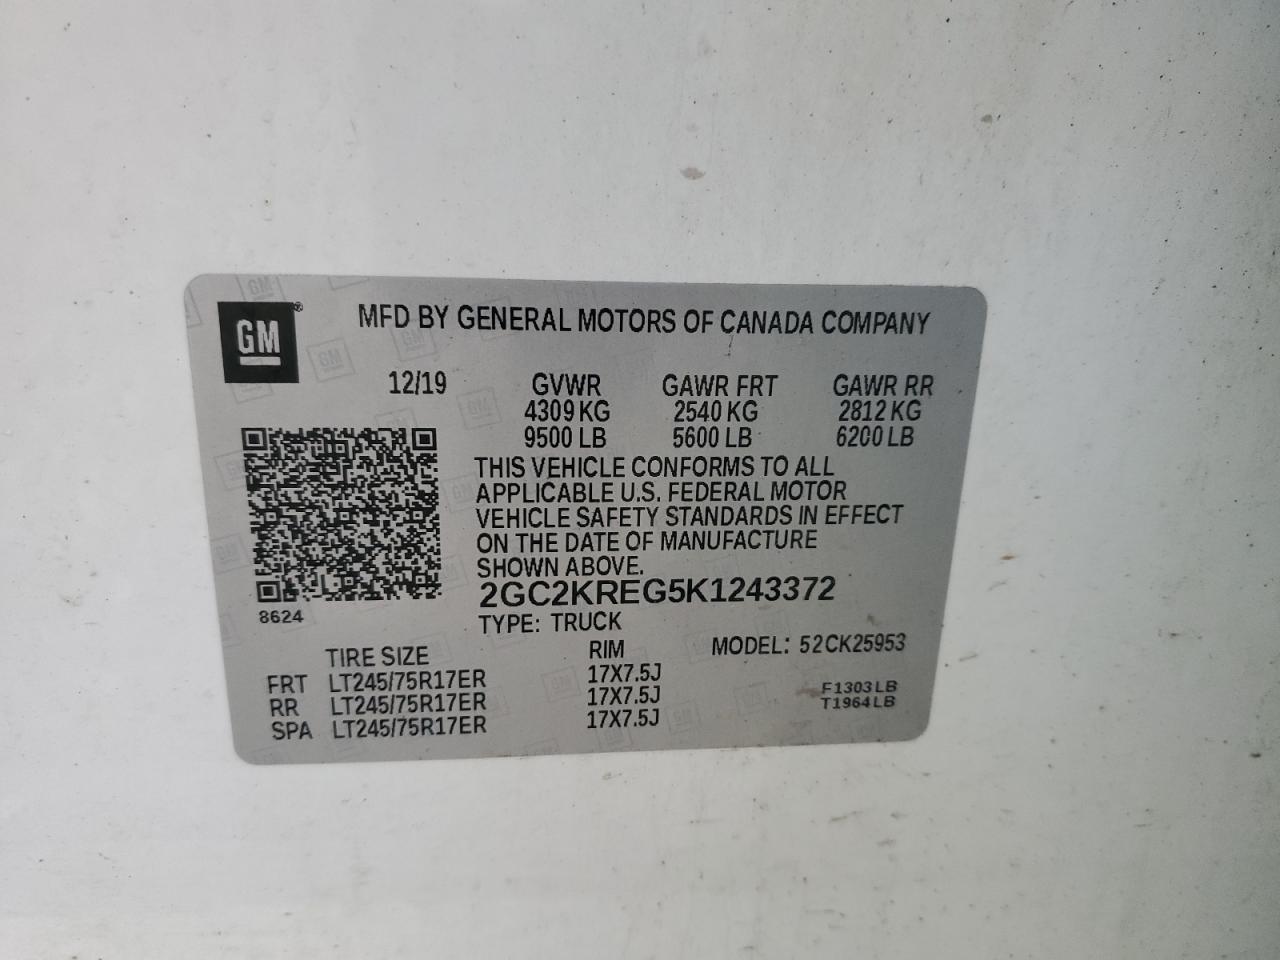 GM®
MFD BY GENERAL MOTORS OF CANADA COMPANY
12/19 GVWR GAWR FRT GAWR RR
4309 KG 2540 KG 2812 KG
9500 LB 5600 LB 6200 LB
THIS VEHICLE CONFORMS TO ALL
APPLICABLE U.S. FEDERAL MOTOR
VEHICLE SAFETY STANDARDS IN EFFECT
ON THE DATE OF MANUFACTURE
SHOWN ABOVE.
2GC2KREG5K1243372
8624
TYPE: TRUCK
TIRE SIZE RIM MODEL: 52CK25953
FRT LT245/75R17ER 17X7.5J
RR LT245/75R17ER 17X7.5J
SPA LT245/75R17ER 17X7.5J
F1303LB
T1964LB